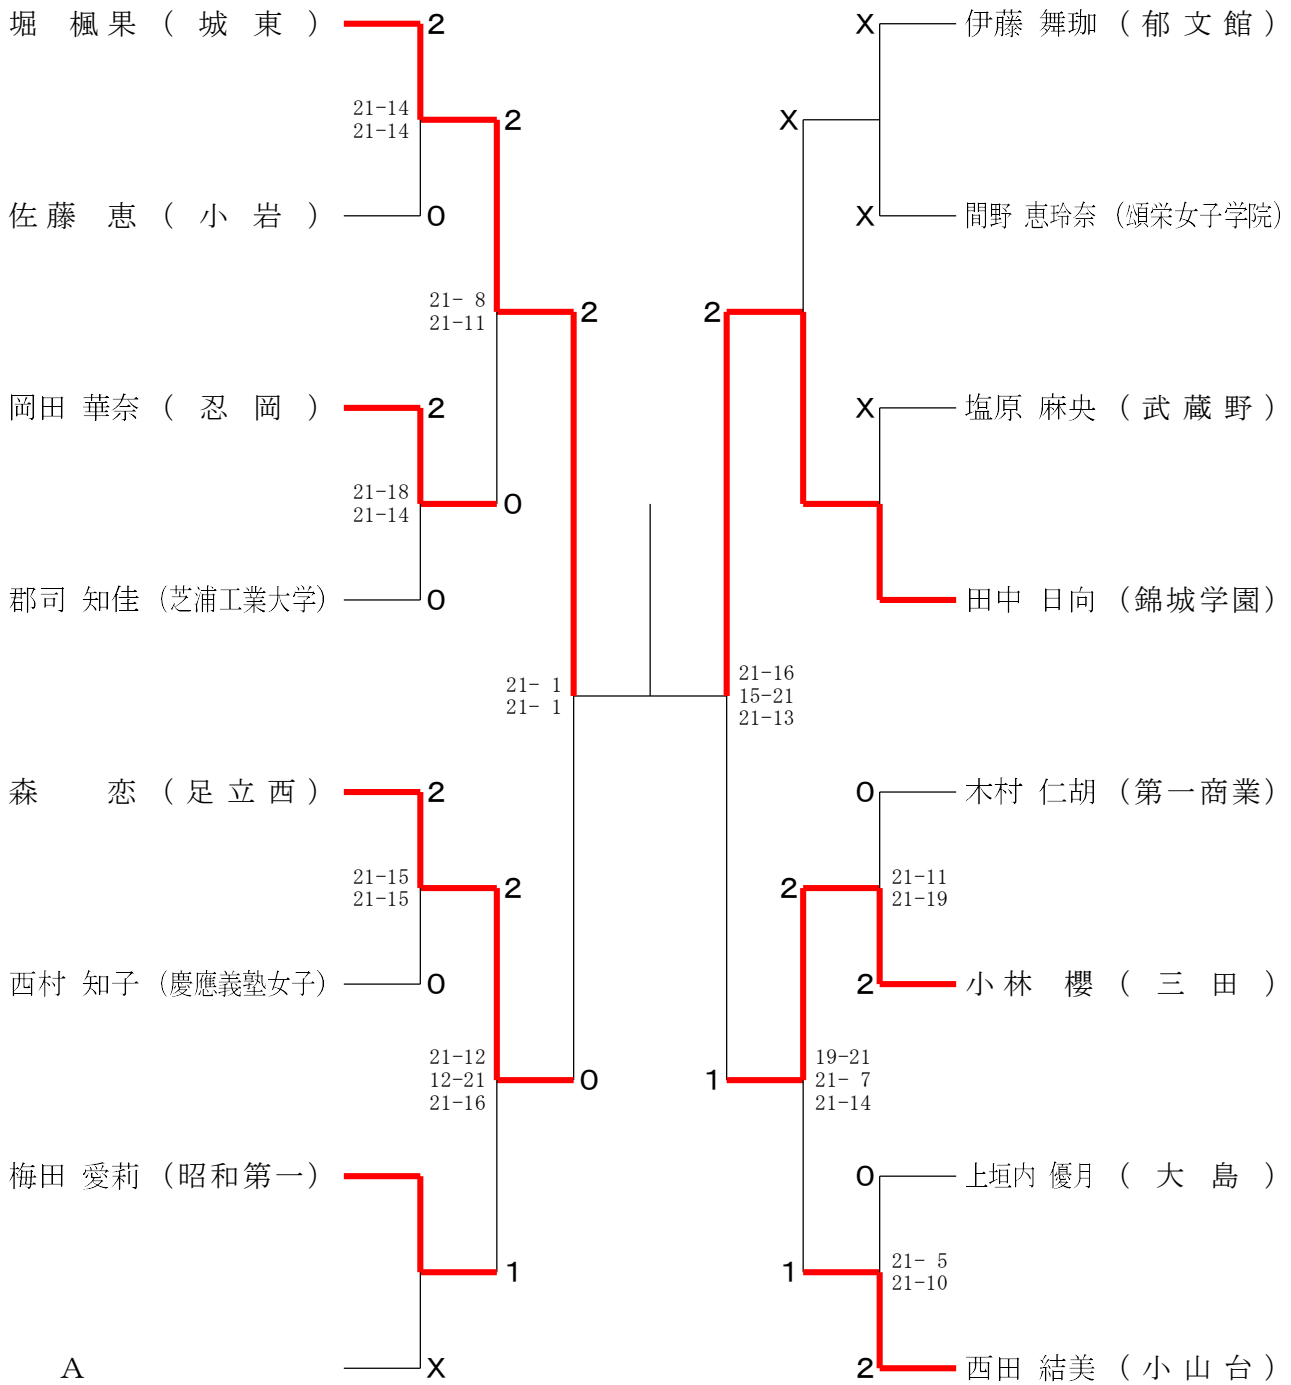 堀 楓果 ( 城 東 ) 2
21-14
21-14
2
佐藤 恵 ( 小 岩 ) 0
21- 8
21-11
2
岡田 華奈 ( 忍 岡 ) 2
21-18
21-14
0
郡司 知佳 (芝浦工業大学) 0
21- 1
21- 1
森 恋 ( 足 立 西 ) 2
21-15
21-15
2
西村 知子 (慶應義塾女子) 0
21-12
12-21
21-16
0
梅田 愛莉 (昭和第一)
1
A X
X 伊藤 舞珈 ( 郁 文 館 )
X
X 間野 恵玲奈 (頌栄女子学院)
2
X 塩原 麻央 ( 武 蔵 野 )
田中 日向 (錦城学園)
21-16
15-21
21-13
0 木村 仁胡 (第一商業)
2
21-11
21-19
2 小林 櫻 ( 三 田 )
1
19-21
21- 7
21-14
0 上垣内 優月 ( 大 島 )
1
21- 5
21-10
2 西田 結美 ( 小 山 台 )